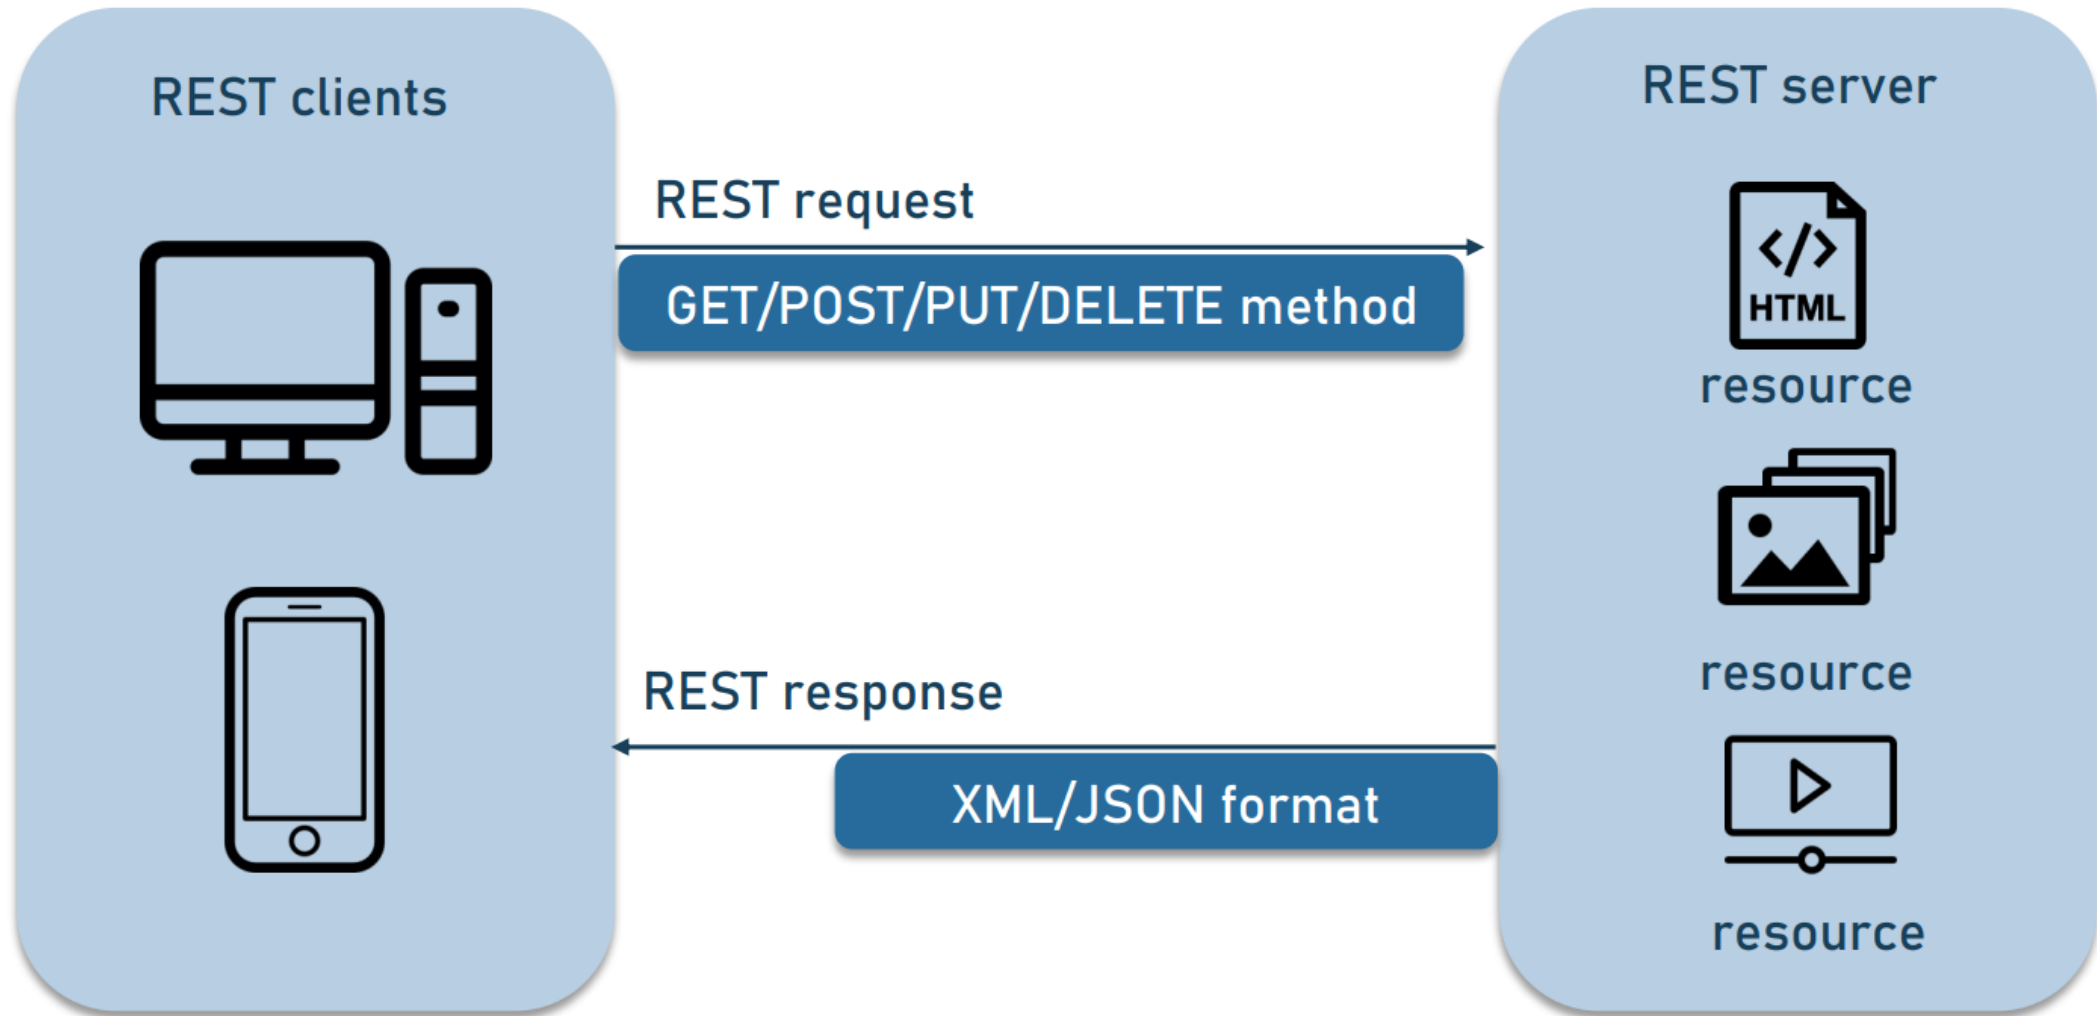 REST clients
REST request
GET/POST/PUT/DELETE method
REST response
XML/JSON format
REST server
</>
HTML
resource
resource
resource